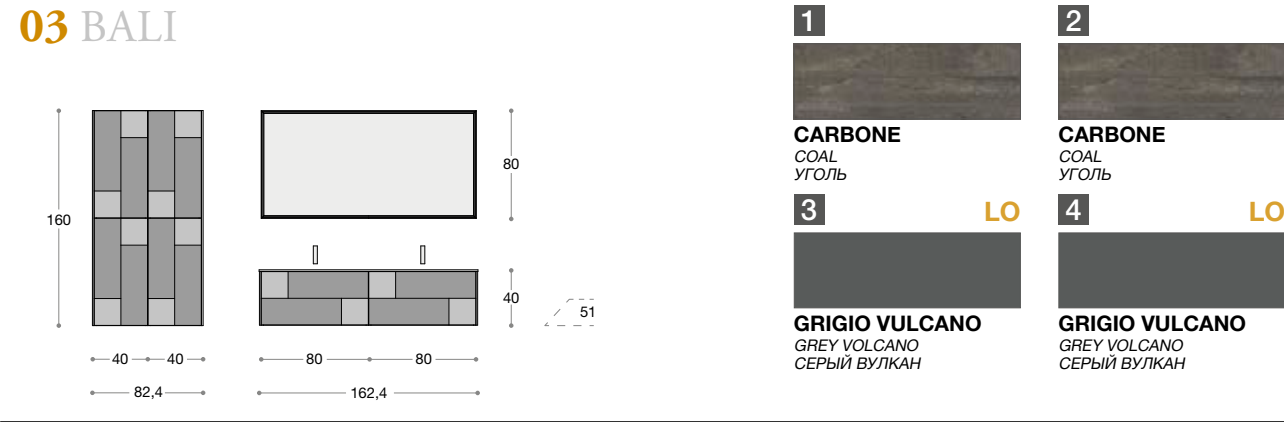 03 BALI
160
80
40
51
40 40
80 80
82,4
162,4
1
CARBONE
COAL
УГОЛЬ
2
CARBONE
COAL
УГОЛЬ
3 LO
GRIGIO VULCANO
GREY VOLCANO
СЕРЫЙ ВУЛКАН
4 LO
GRIGIO VULCANO
GREY VOLCANO
СЕРЫЙ ВУЛКАН